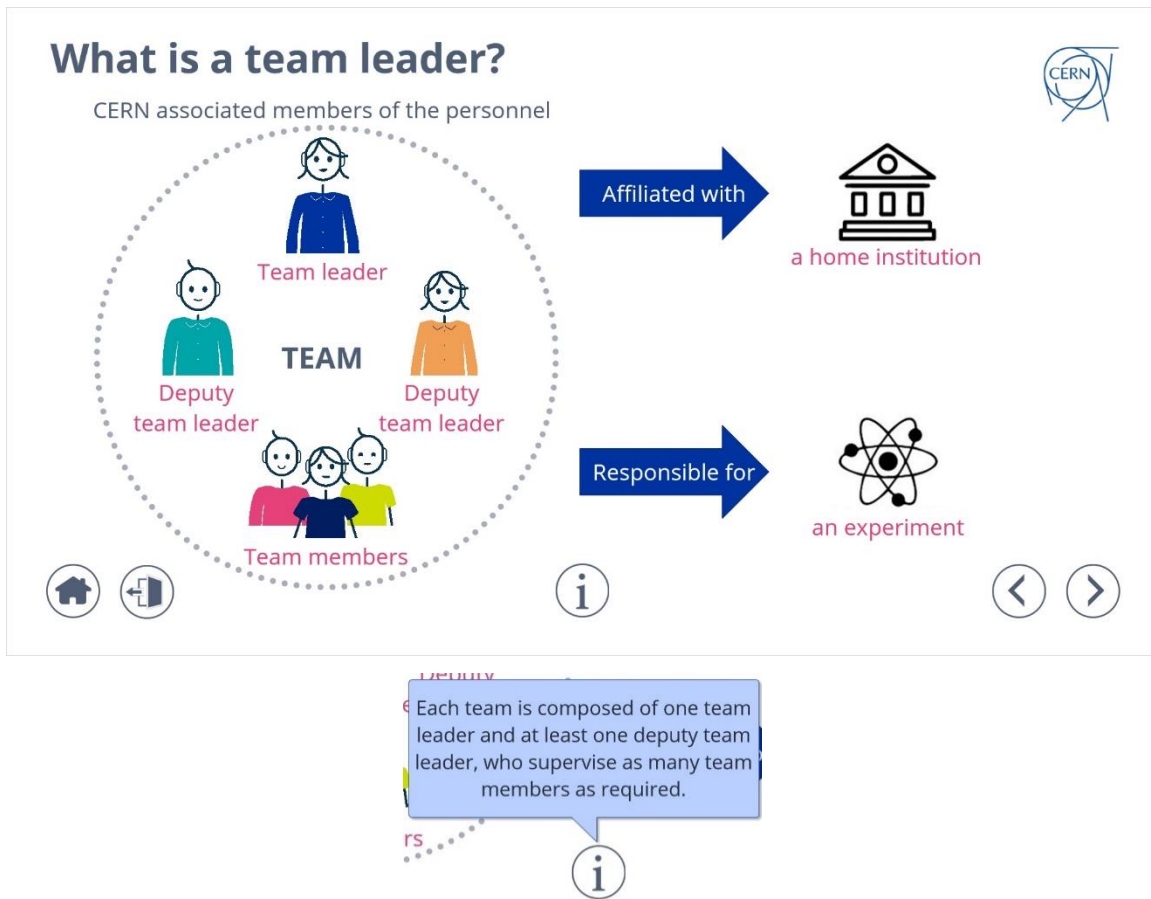 What is a team leader?
CERN
CERN associated members of the personnel
Affiliated with
Team leader
a home institution
TEAM
Deputy
team leader
Deputy
team leader
Responsible for
Team members
an experiment
i
Deputy
Each team is composed of one team
leader and at least one deputy team
leader, who supervise as many team
members as required.
rs
i